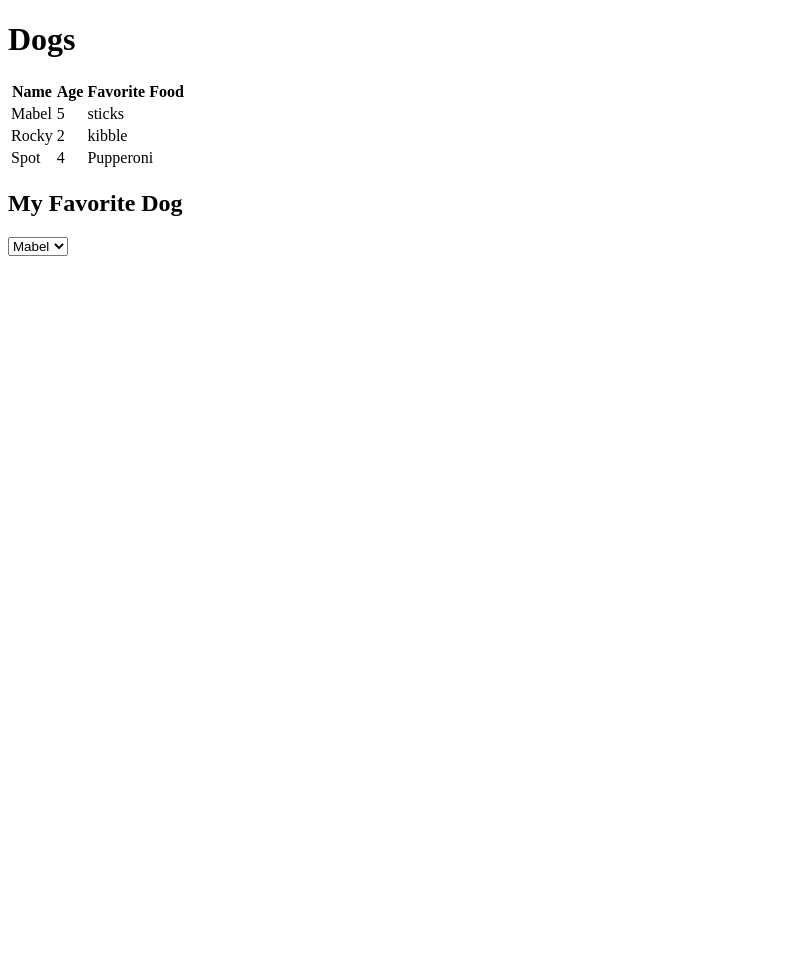 Dogs
Name Age Favorite Food
Mabel 5 sticks
Rocky 2 kibble
Spot 4 Pupperoni
My Favorite Dog
Mabel